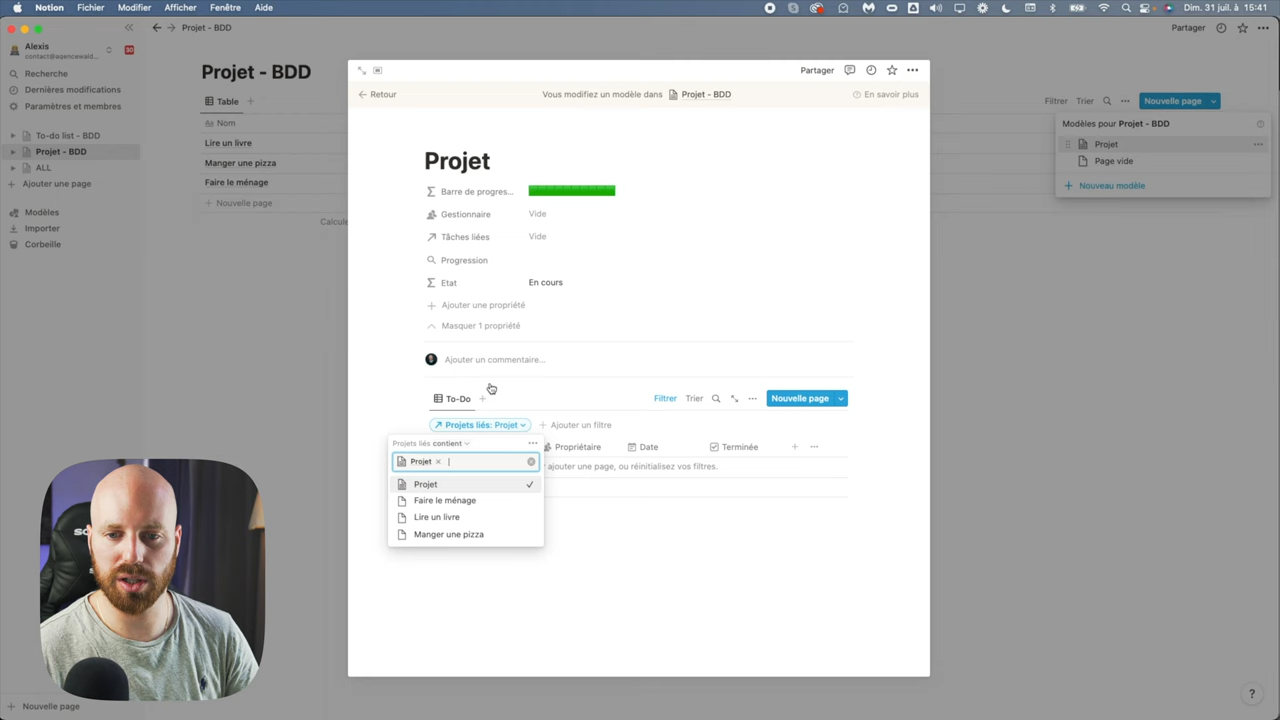 Notion Fichier Modifier Afficher Fenêtre Aide
Dim. 31 juil. à 15:41
Projet - BDD
Partager
Alexis
contact@agencewald...
30
Recherche
Dernières modifications
Paramètres et membres
To-do list - BDD
Projet - BDD
ALL
Ajouter une page
Modèles
Importer
Corbeille
Nouvelle page
Projet - BDD
Table
Filtrer Trier
Nouvelle page
Nom
Lire un livre
Manger une pizza
Faire le ménage
Nouvelle page
Calcule
Modèles pour Projet - BDD
Projet
Page vide
Nouveau modèle
Partager
Retour
Vous modifiez un modèle dans Projet - BDD
En savoir plus
Projet
Barre de progres...
Gestionnaire Vide
Tâches liées Vide
Progression
Etat En cours
Ajouter une propriété
Masquer 1 propriété
Ajouter un commentaire...
To-Do
Filtrer Trier
Nouvelle page
Projets liés: Projet
Ajouter un filtre
Projets liés contient
Propriétaire Date Terminée
Projet
ajouter une page, ou réinitialisez vos filtres.
Projet
Faire le ménage
Lire un livre
Manger une pizza
?